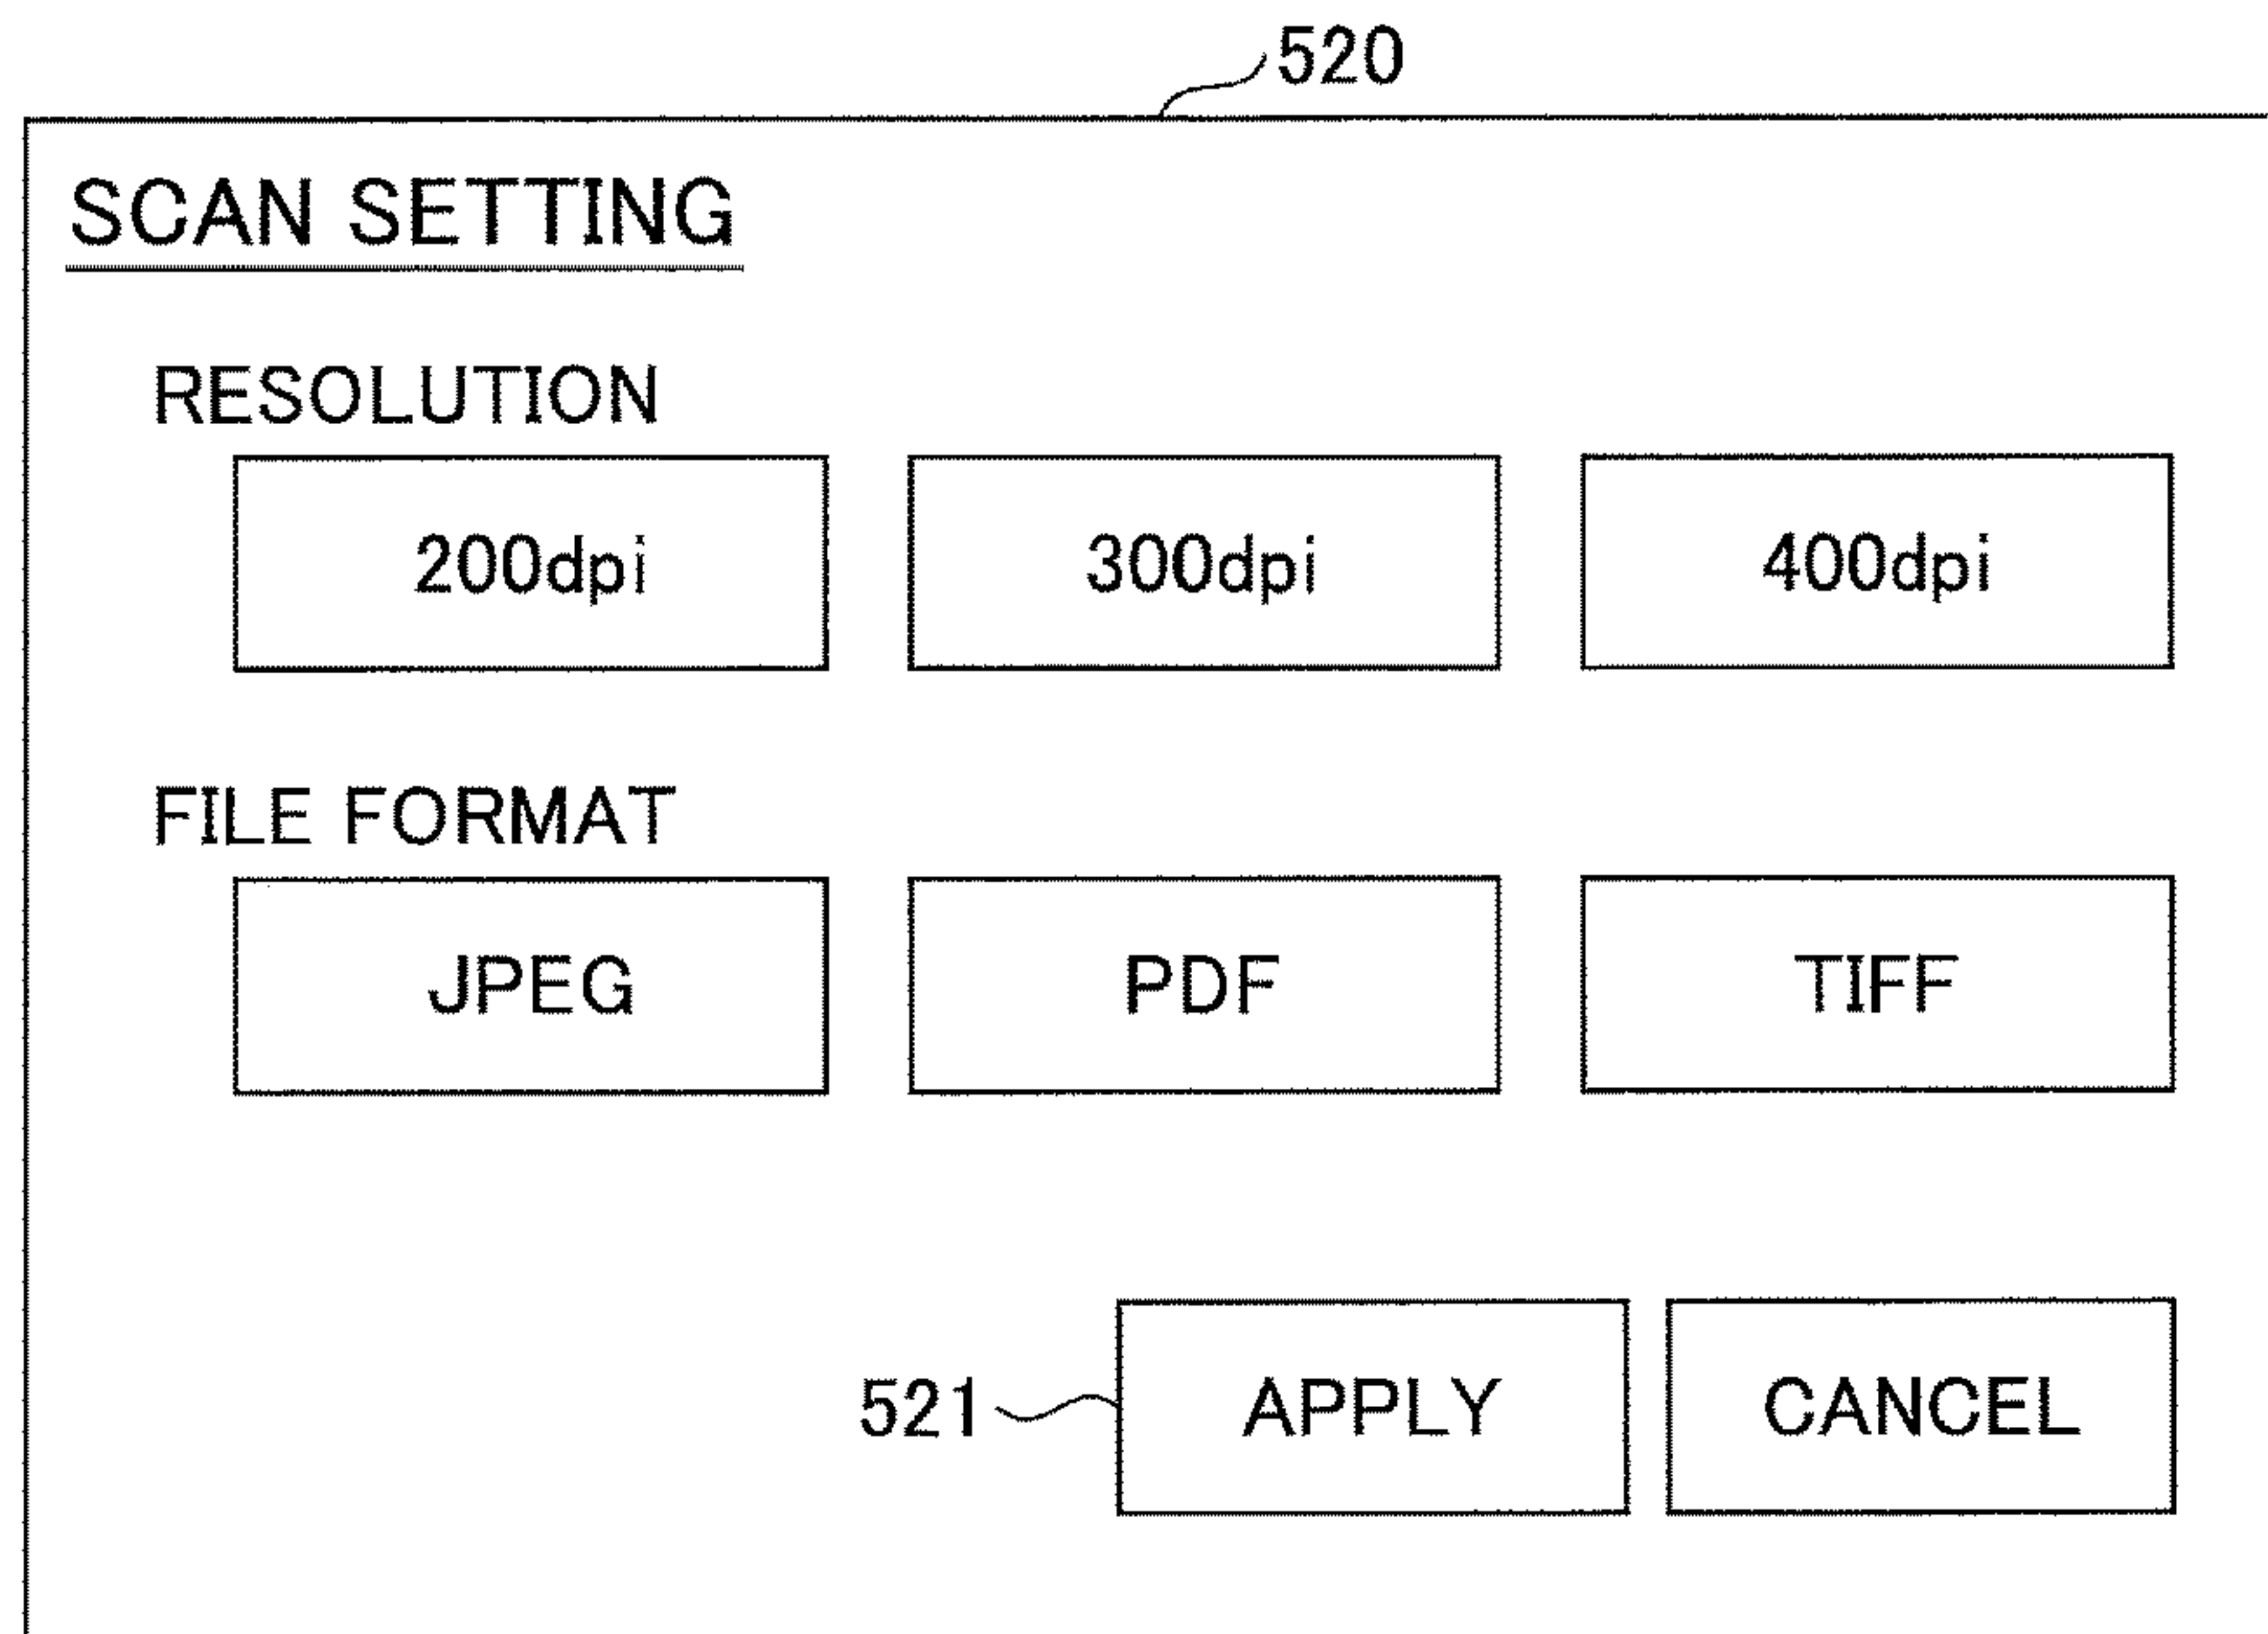 520
SCAN SETTING
RESOLUTION
200dpi 300dpi 400dpi
FILE FORMAT
JPEG PDF TIFF
521 APPLY CANCEL